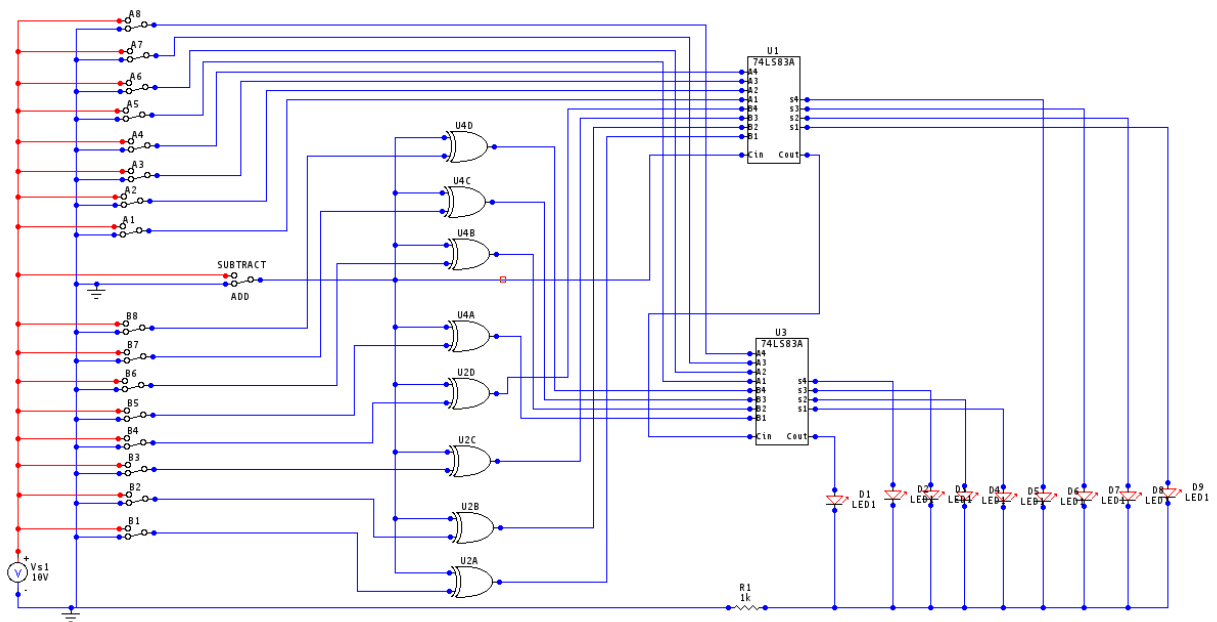 A8
A7
A6
A5
A4
A3
A2
A1
SUBTRACT
ADD
B8
B7
B6
B5
B4
B3
B2
B1
+
V
-
Vs1
10V
U4D
U4C
U4B
U4A
U2D
U2C
U2B
U2A
U1
74LS83A
A4
A3
A2
A1
B4
B3
B2
B1
Cin
s4
s3
s2
s1
Cout
U3
74LS83A
A4
A3
A2
A1
B4
B3
B2
B1
Cin
s4
s3
s2
s1
Cout
D1
LED1
D2
LED1
D3
LED1
D4
LED1
D5
LED1
D6
LED1
D7
LED1
D8
LED1
D9
LED1
R1
1k